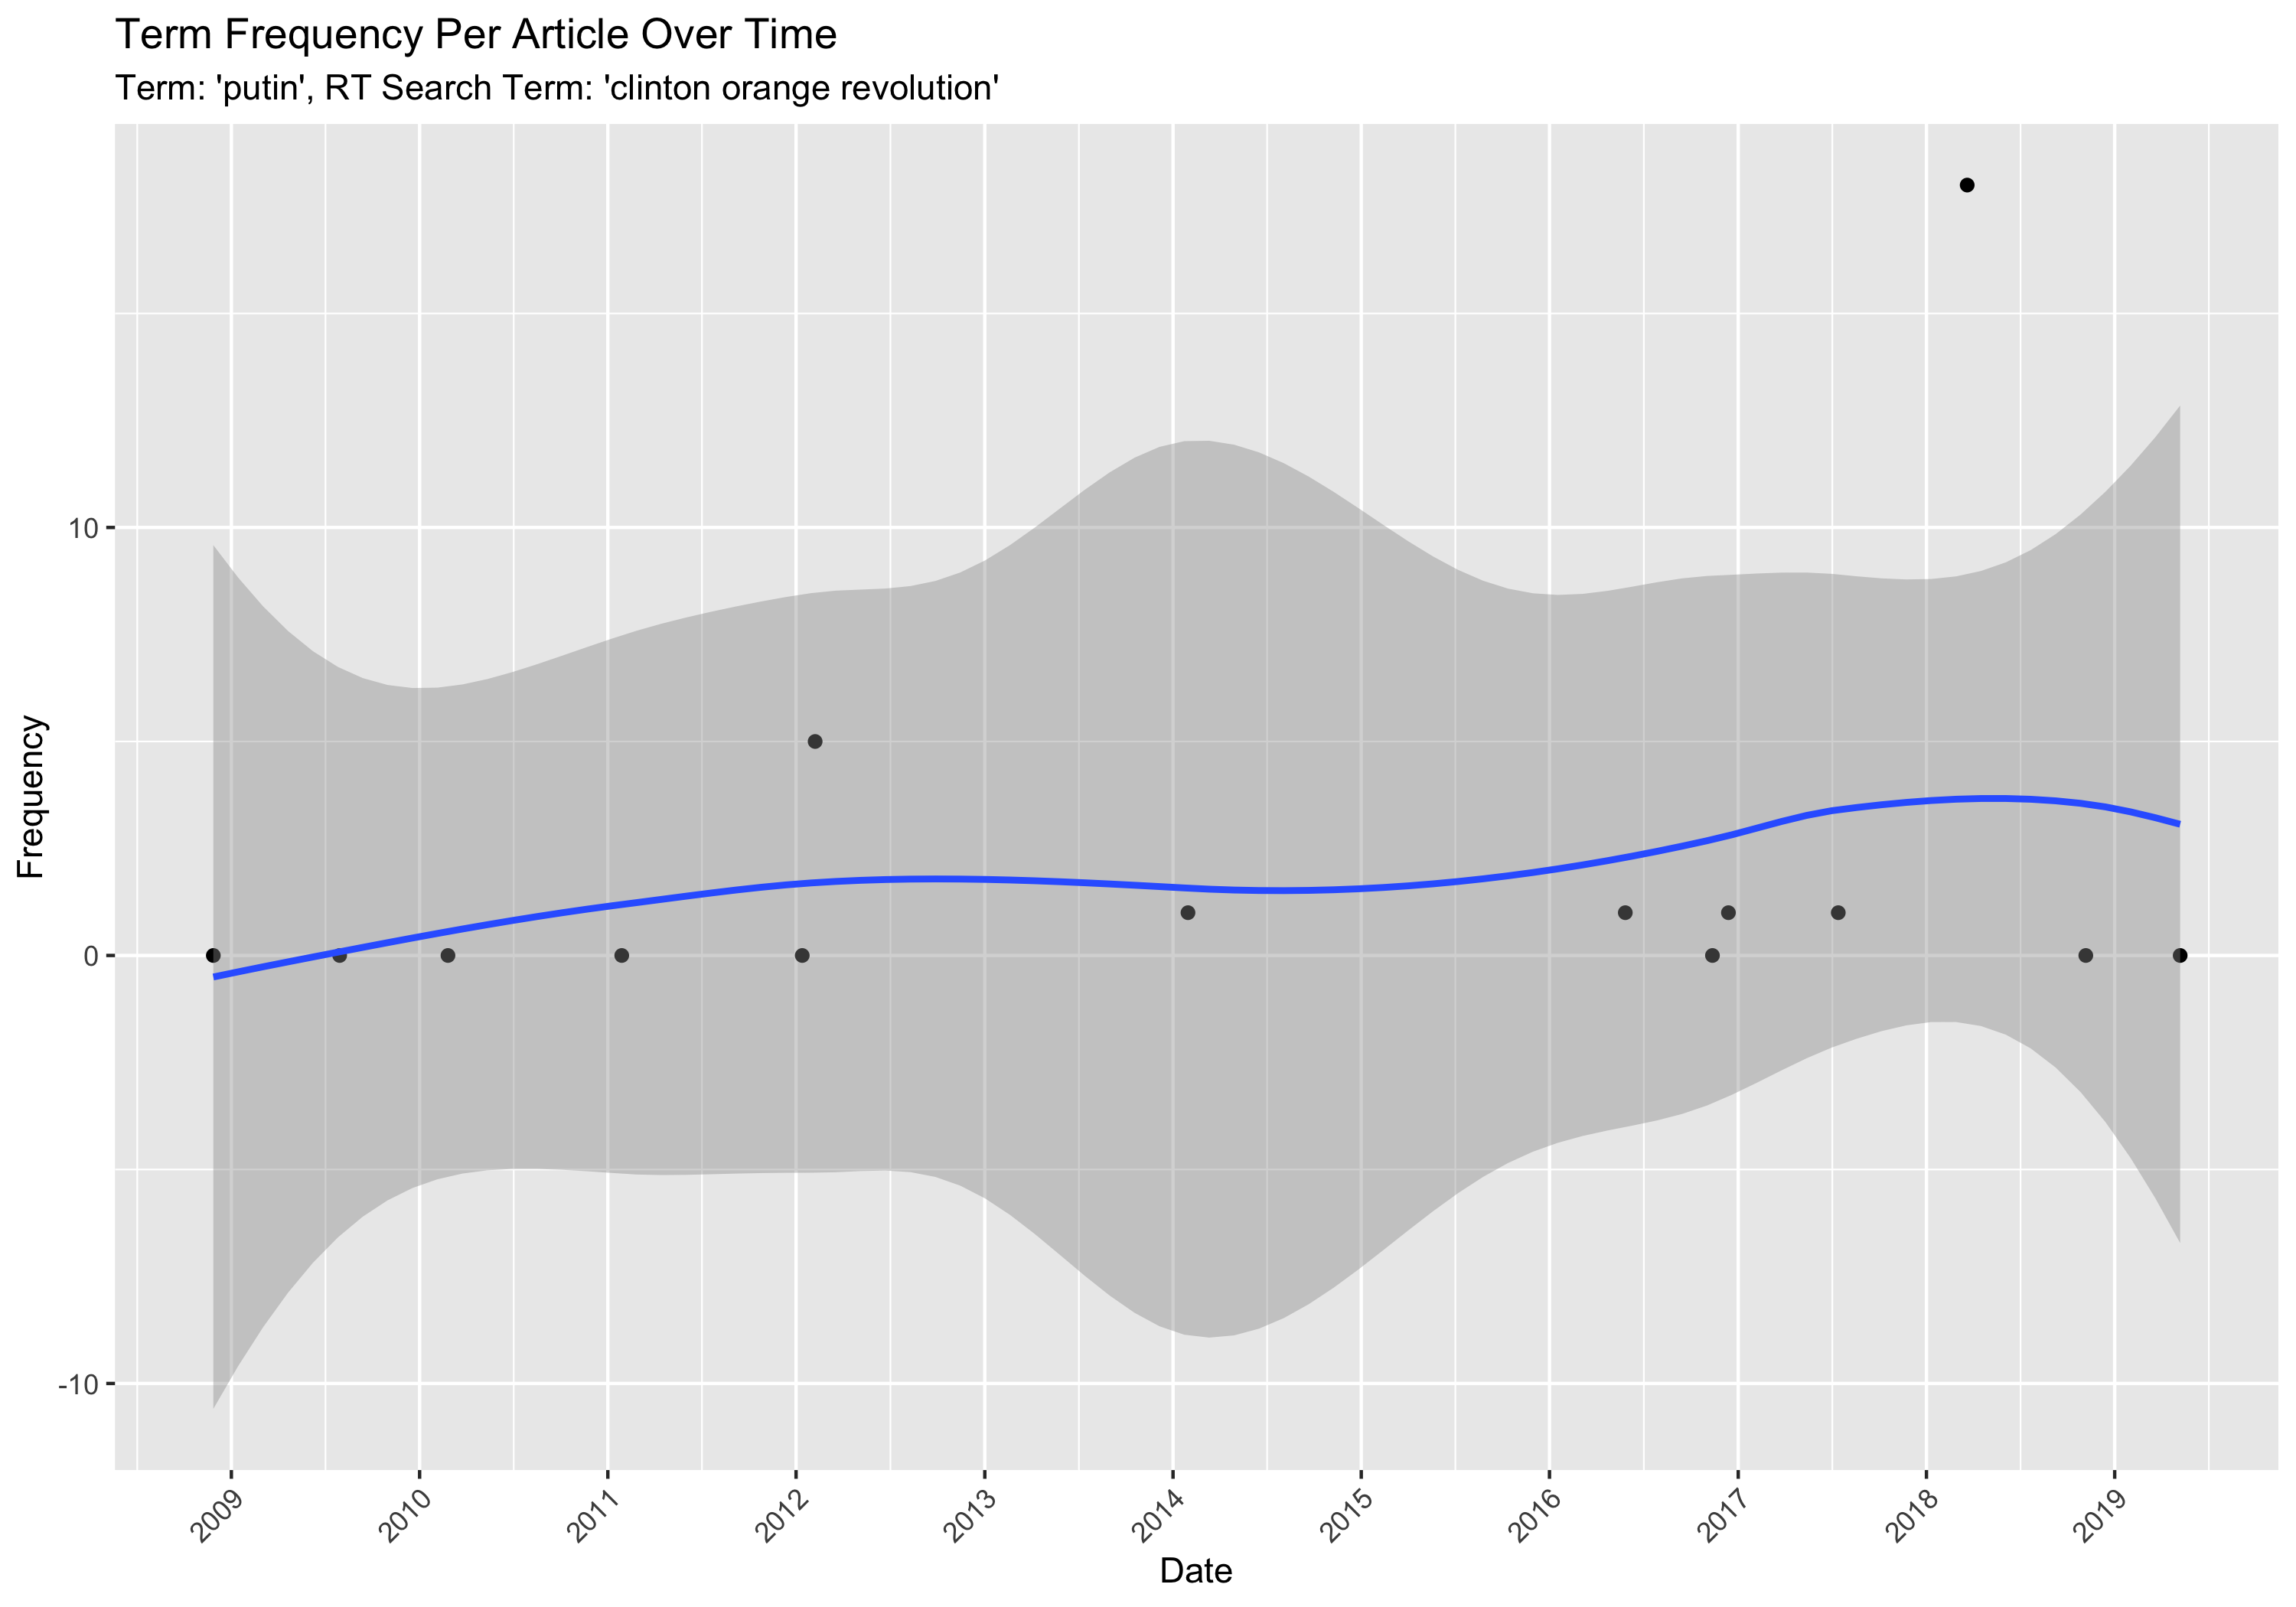 Term Frequency Per Article Over Time
Term: 'putin', RT Search Term: 'clinton orange revolution'
Frequency
10
0
-10
2009 2010 2011 2012 2013 2014 2015 2016 2017 2018 2019
Date